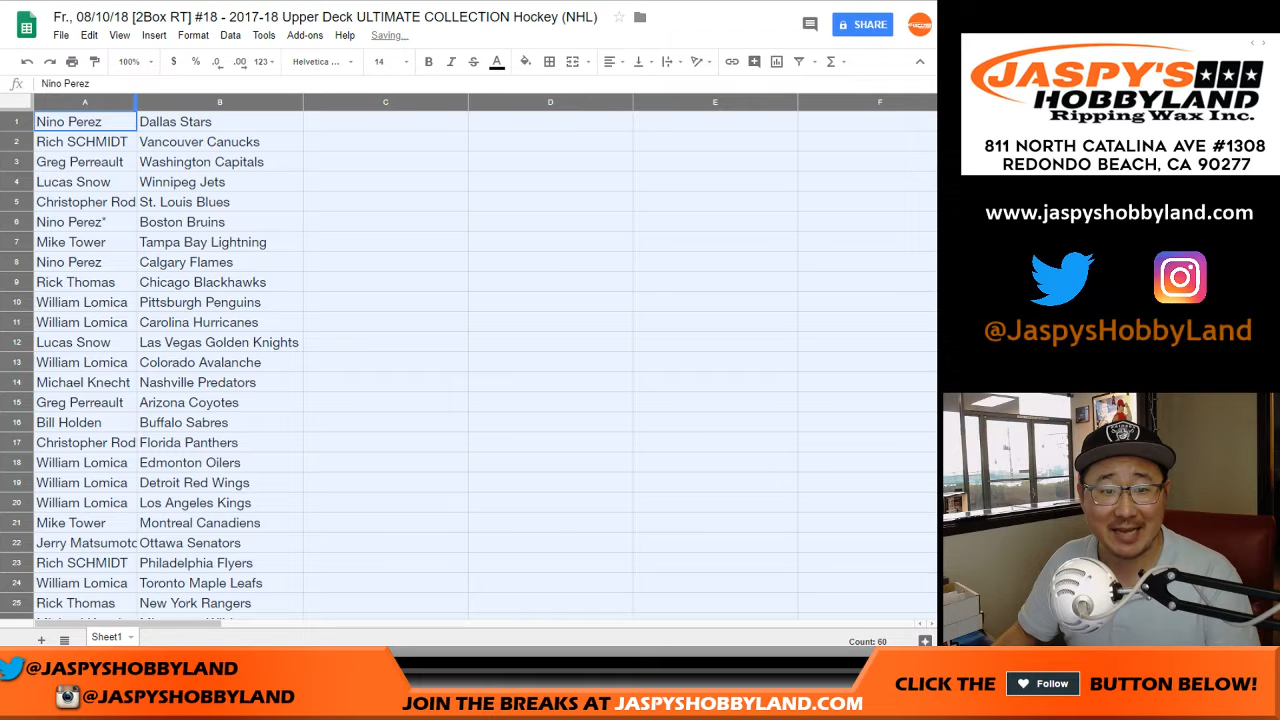 Fr., 08/10/18 [2Box RT] #18 - 2017-18 Upper Deck ULTIMATE COLLECTION Hockey (NHL)
SHARE
File Edit View Insert Format Data Tools Add-ons Help Saving...
100% $ % .0 .00 123 Helvetica ... 14 B I S A
fx Nino Perez
A B C D E F
1 Nino Perez Dallas Stars
2 Rich SCHMIDT Vancouver Canucks
3 Greg Perreault Washington Capitals
4 Lucas Snow Winnipeg Jets
5 Christopher Rod St. Louis Blues
6 Nino Perez* Boston Bruins
7 Mike Tower Tampa Bay Lightning
8 Nino Perez Calgary Flames
9 Rick Thomas Chicago Blackhawks
10 William Lomica Pittsburgh Penguins
11 William Lomica Carolina Hurricanes
12 Lucas Snow Las Vegas Golden Knights
13 William Lomica Colorado Avalanche
14 Michael Knecht Nashville Predators
15 Greg Perreault Arizona Coyotes
16 Bill Holden Buffalo Sabres
17 Christopher Rod Florida Panthers
18 William Lomica Edmonton Oilers
19 William Lomica Detroit Red Wings
20 William Lomica Los Angeles Kings
21 Mike Tower Montreal Canadiens
22 Jerry Matsumoto Ottawa Senators
23 Rich SCHMIDT Philadelphia Flyers
24 William Lomica Toronto Maple Leafs
25 Rick Thomas New York Rangers
Sheet1
Count: 60
JASPY'S
HOBBYLAND
Ripping Wax Inc.
811 NORTH CATALINA AVE #1308
REDONDO BEACH, CA 90277
www.jaspyshobbyland.com
@JaspysHobbyLand
@JASPYSHOBBYLAND
@JASPYSHOBBYLAND
JOIN THE BREAKS AT JASPYSHOBBYLAND.COM
CLICK THE Follow BUTTON BELOW!